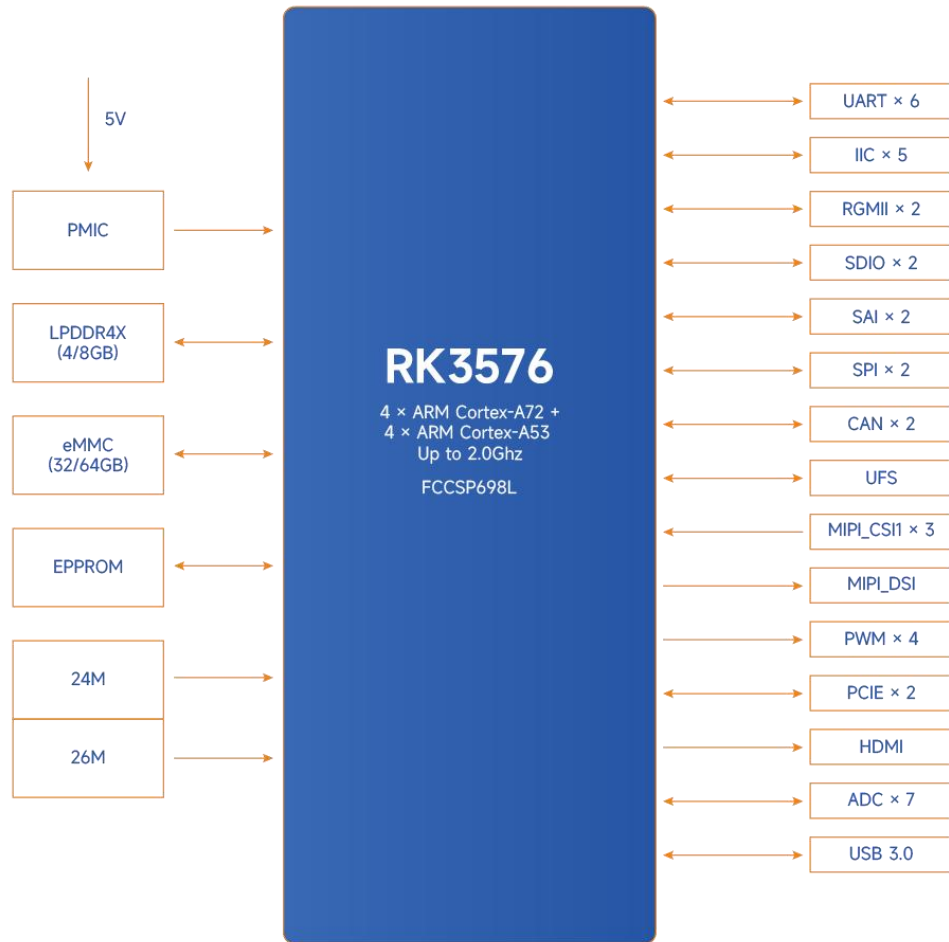 5V
PMIC
LPDDR4X
(4/8GB)
eMMC
(32/64GB)
EPPROM
24M
26M
RK3576
4 × ARM Cortex-A72 +
4 × ARM Cortex-A53
Up to 2.0Ghz
FCCSP698L
UART × 6
IIC × 5
RGMII × 2
SDIO × 2
SAI × 2
SPI × 2
CAN × 2
UFS
MIPI_CSI1 × 3
MIPI_DSI
PWM × 4
PCIE × 2
HDMI
ADC × 7
USB 3.0